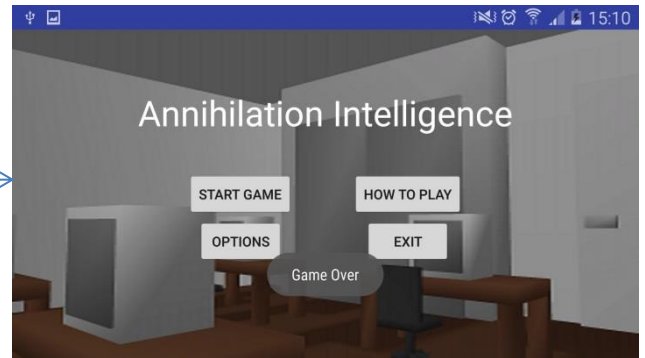 15:10
Annihilation Intelligence
START GAME HOW TO PLAY
OPTIONS EXIT
Game Over